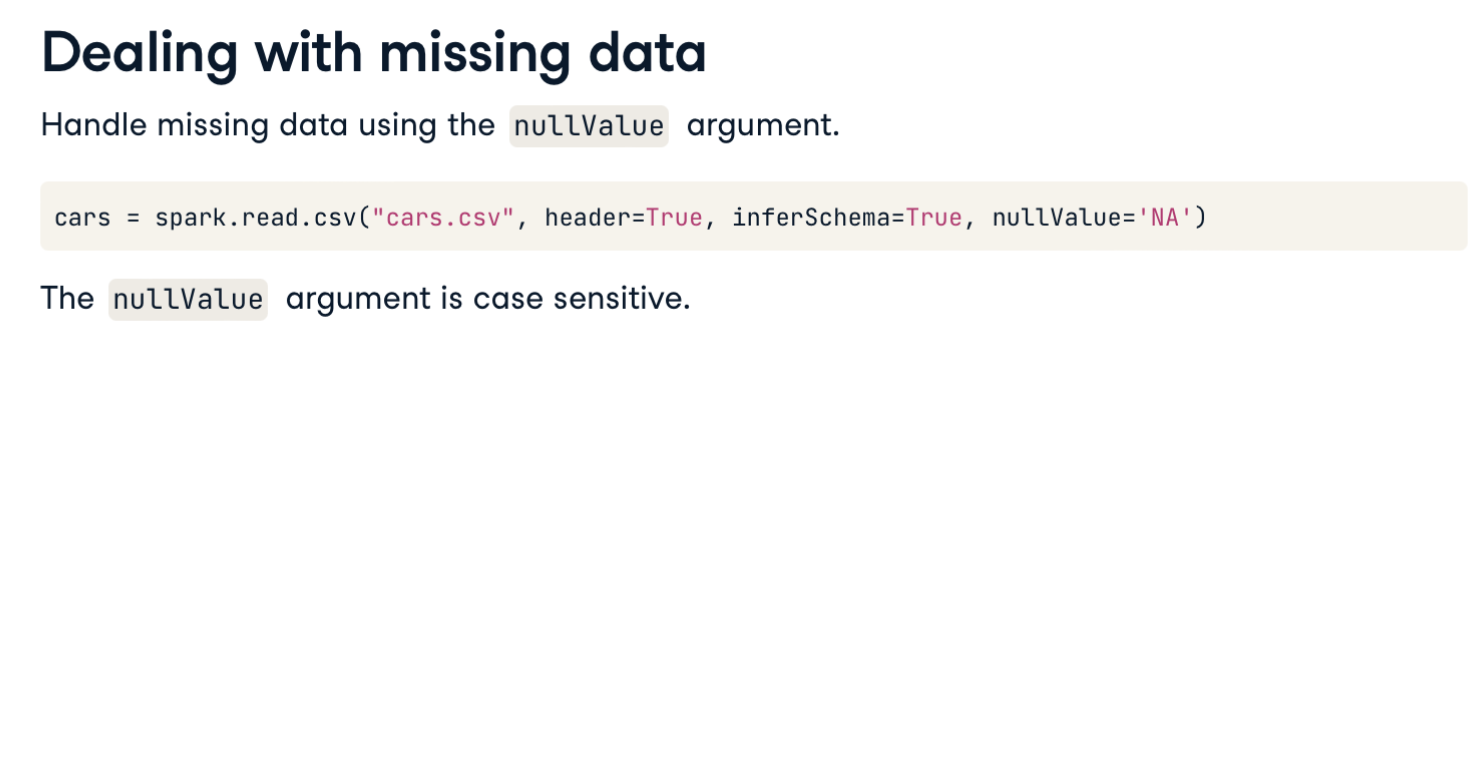 Dealing with missing data
Handle missing data using the nullValue argument.
cars = spark.read.csv("cars.csv", header=True, inferSchema=True, nullValue='NA')
The nullValue argument is case sensitive.